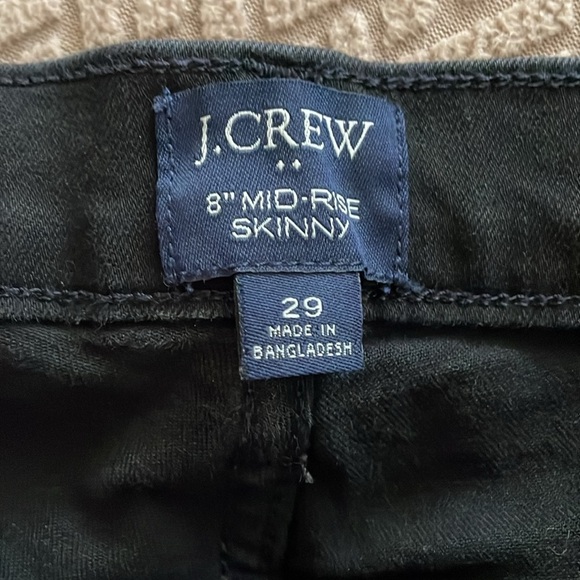 J.CREW
8" MID-RISE
SKINNY
29
MADE IN
BANGLADESH